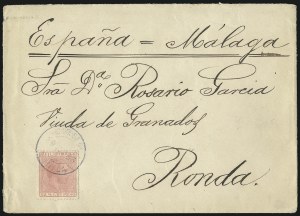 España = Málaga
Sra Dª Rosario Garcia
Viuda de Granados
Ronda.